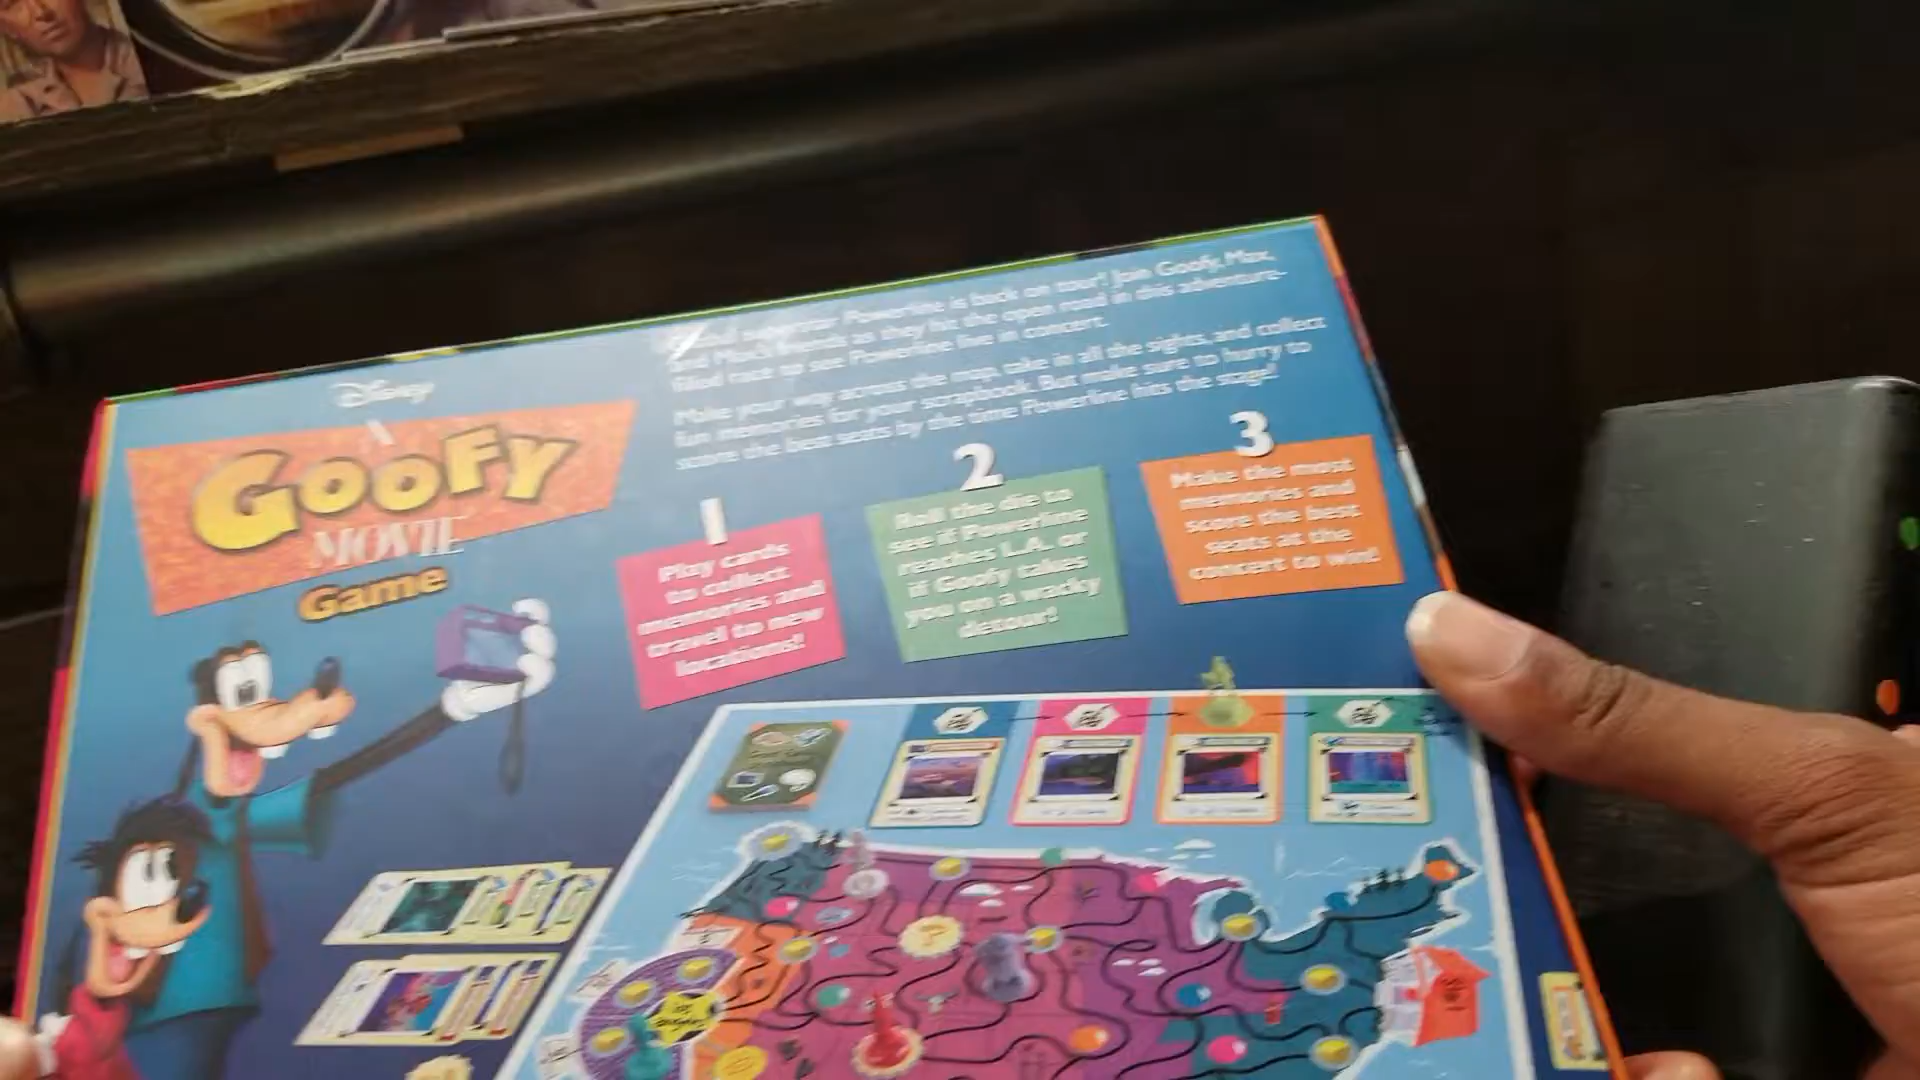 Powerline is back on tour! Join Goofy, Max,
as they hit the open road in this adventure-
filled race to see Powerline live in concert.
Make your way across the map, take in all the sights, and collect
fun memories for your scrapbook. But make sure to hurry to
score the best seats by the time Powerline hits the stage!
Disney
A
GOOFY
MOVIE
Game
1
Play cards
to collect
memories and
travel to new
locations!
2
Roll the die to
see if Powerline
reaches L.A. or
if Goofy takes
you on a wacky
detour!
3
Make the most
memories and
score the best
seats at the
concert to win!
?